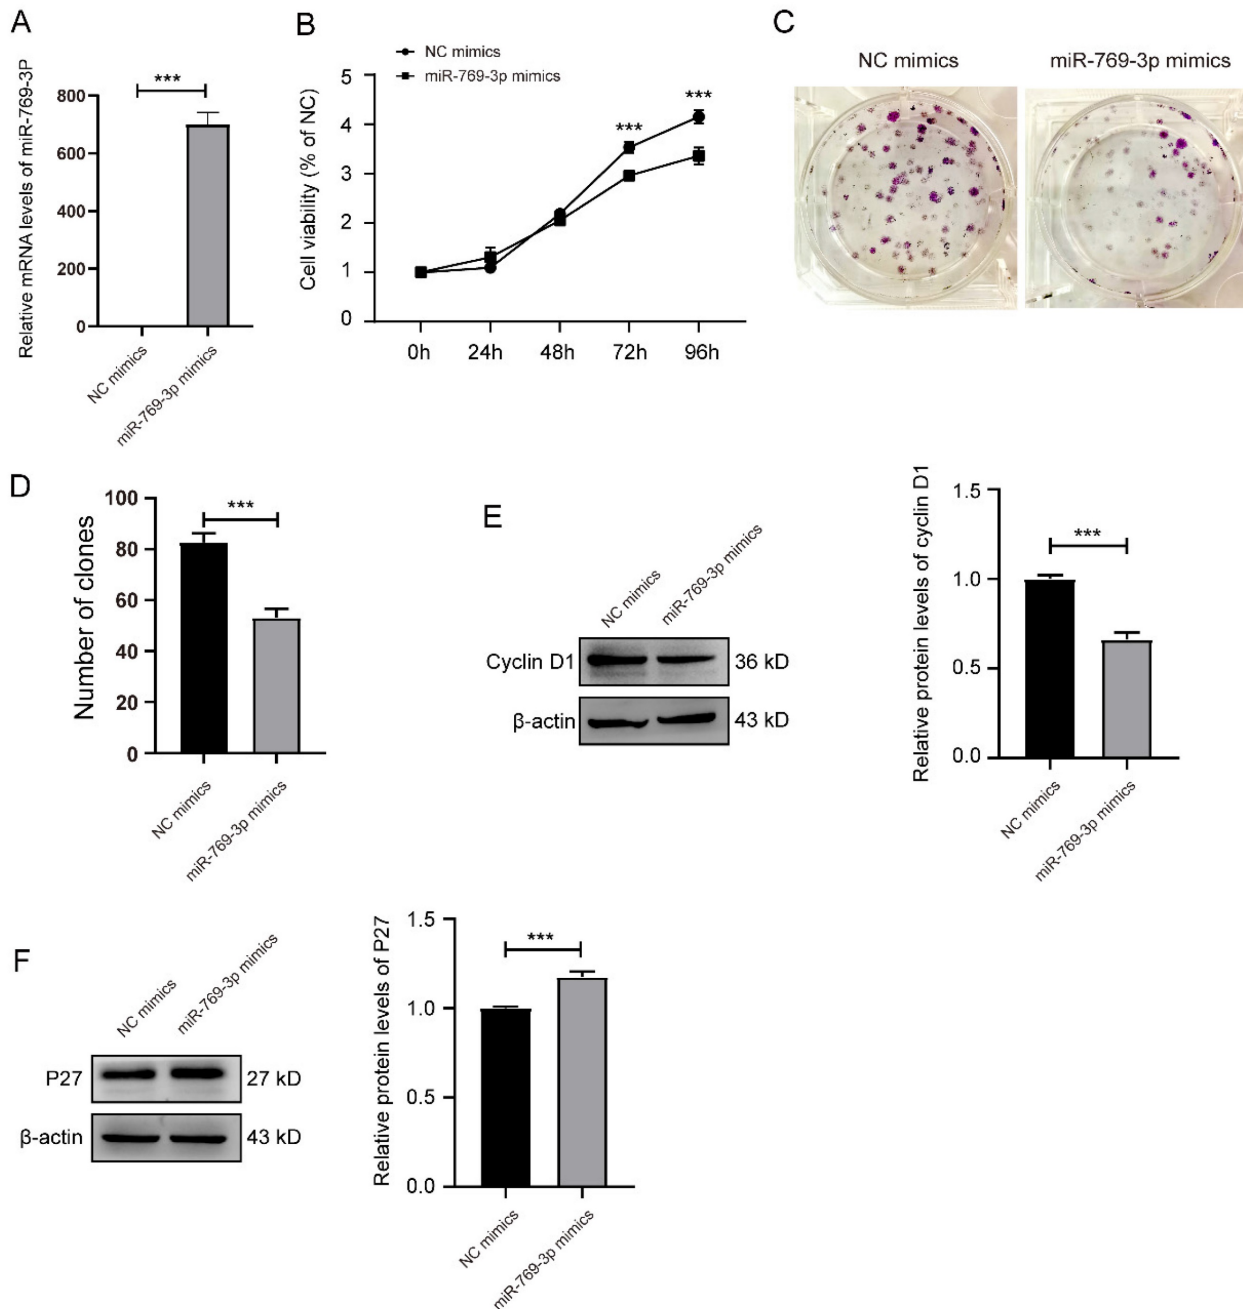 A
Relative mRNA levels of miR-769-3P
800
600
400
200
0
***
NC mimics
miR-769-3p mimics
B
NC mimics
miR-769-3p mimics
Cell viability (% of NC)
5
4
3
2
1
0
***
***
0h 24h 48h 72h 96h
C
NC mimics
miR-769-3p mimics
D
Number of clones
100
80
60
40
20
0
***
NC mimics
miR-769-3p mimics
E
NC mimics
miR-769-3p mimics
Cyclin D1
36 kD
β-actin
43 kD
Relative protein levels of cyclin D1
1.5
1.0
0.5
0.0
***
NC mimics
miR-769-3p mimics
F
NC mimics
miR-769-3p mimics
P27
27 kD
β-actin
43 kD
Relative protein levels of P27
1.5
1.0
0.5
0.0
***
NC mimics
miR-769-3p mimics